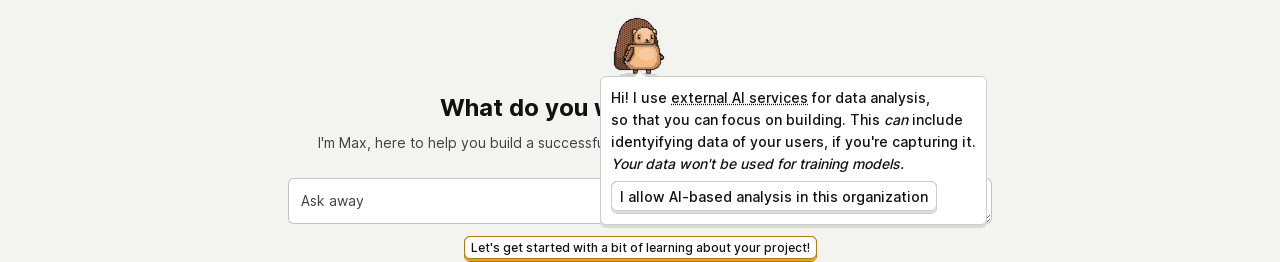 What do you w
I'm Max, here to help you build a successfu
Hi! I use external AI services for data analysis,
so that you can focus on building. This can include
identyifying data of your users, if you're capturing it.
Your data won't be used for training models.
I allow AI-based analysis in this organization
Ask away
Let's get started with a bit of learning about your project!